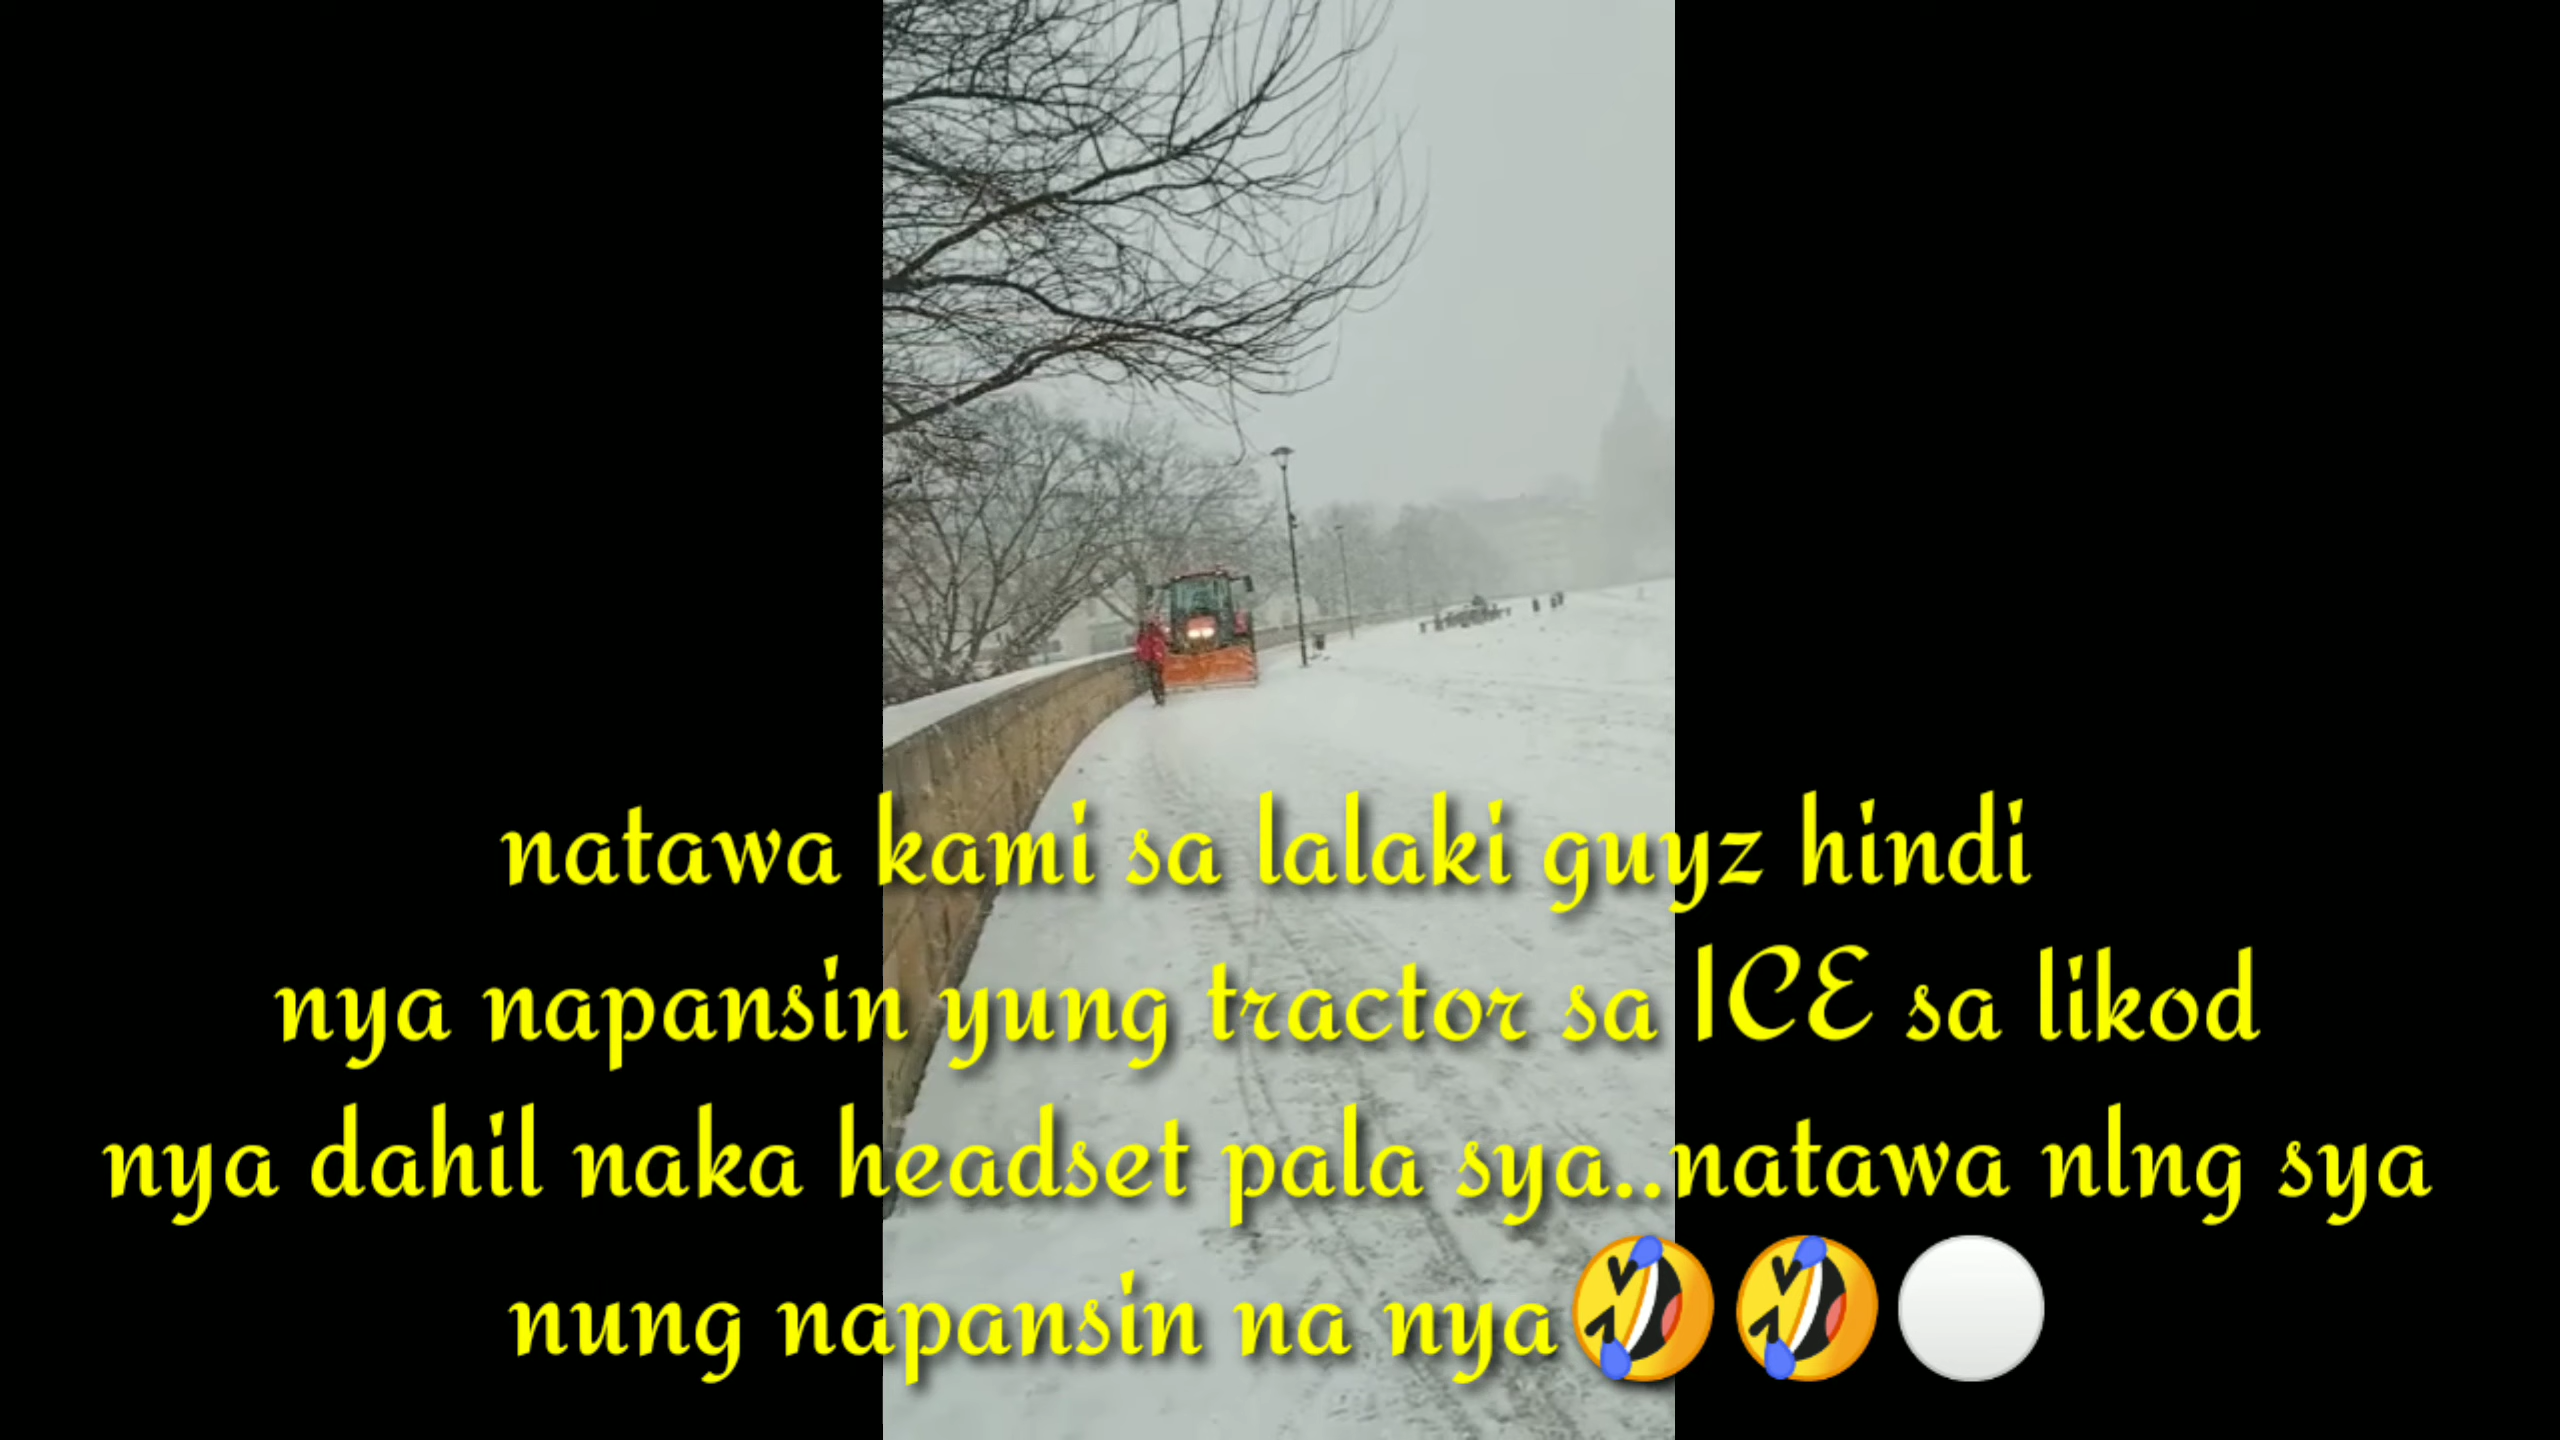 natawa kami sa lalaki guyz hindi
nya napansin yung tractor sa ICE sa likod
nya dahil naka headset pala sya..natawa nlng sya
nung napansin na nya🤣🤣⚪